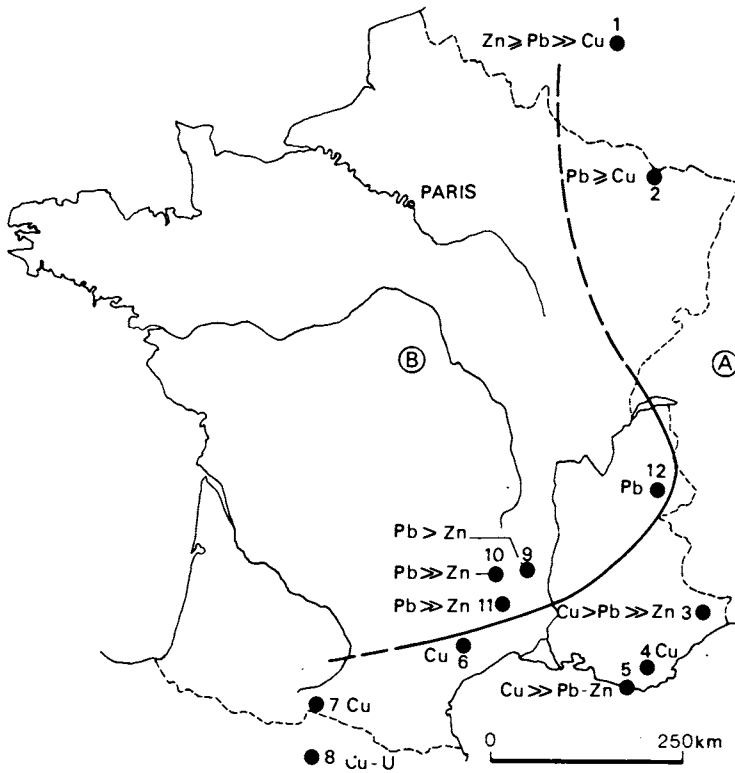 1
Zn ⩾ Pb ≫ Cu
Pb ⩾ Cu
2
PARIS
B
A
12
Pb
Pb > Zn
10
9
Pb ≫ Zn
Pb ≫ Zn 11
Cu > Pb ≫ Zn 3
Cu
6
4 Cu
5
Cu ≫ Pb-Zn
7 Cu
0
250km
8 Cu-U